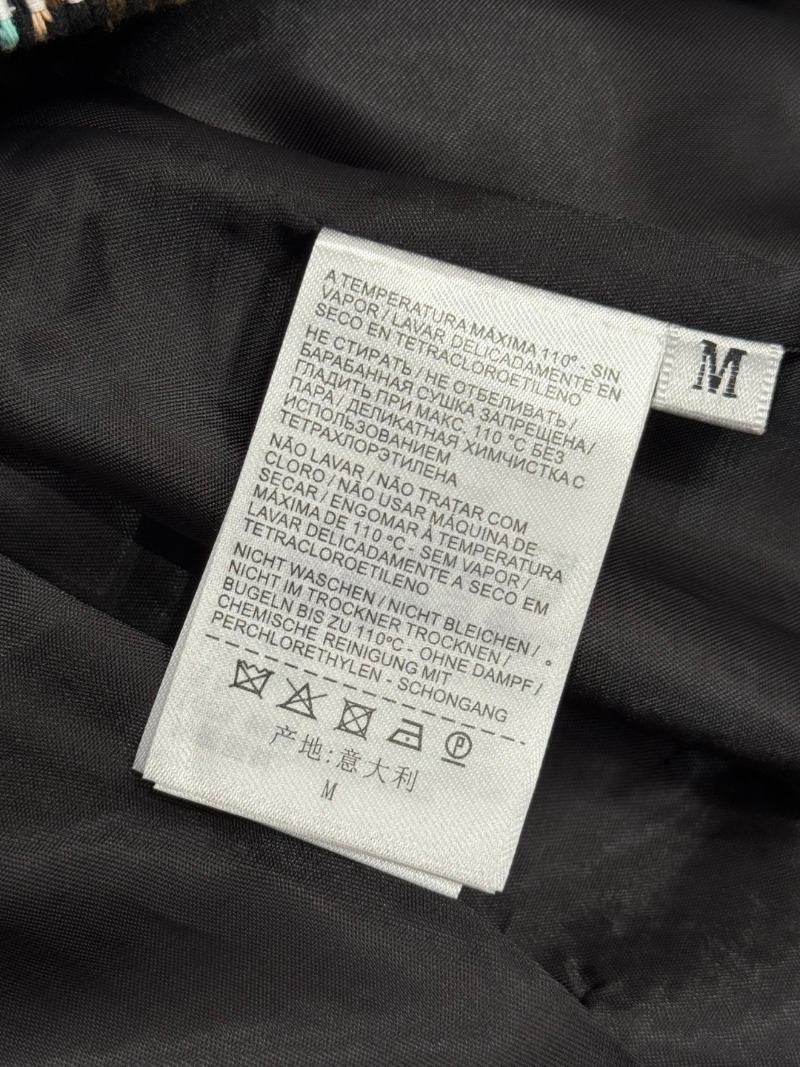 A TEMPERATURA MÁXIMA 110° - SIN
VAPOR / LAVAR DELICADAMENTE EN
SECO EN TETRACLOROETILENO
НЕ СТИРАТЬ / НЕ ОТБЕЛИВАТЬ /
БАРАБАННАЯ СУШКА ЗАПРЕЩЕНА /
ГЛАДИТЬ ПРИ МАКС. 110 °C БЕЗ
ПАРА / ДЕЛИКАТНАЯ ХИМЧИСТКА С
ИСПОЛЬЗОВАНИЕМ
ТЕТРАХЛОРЭТИЛЕНА
NÃO LAVAR / NÃO TRATAR COM
CLORO / NÃO USAR MÁQUINA DE
SECAR / ENGOMAR À TEMPERATURA
MÁXIMA DE 110 °C - SEM VAPOR /
LAVAR DELICADAMENTE A SECO EM
TETRACLOROETILENO
NICHT WASCHEN / NICHT BLEICHEN /
NICHT IM TROCKNER TROCKNEN /
BUGELN BIS ZU 110°C - OHNE DAMPF /
CHEMISCHE REINIGUNG MIT
PERCHLORETHYLEN - SCHONGANG
P
产地:意大利
M
M